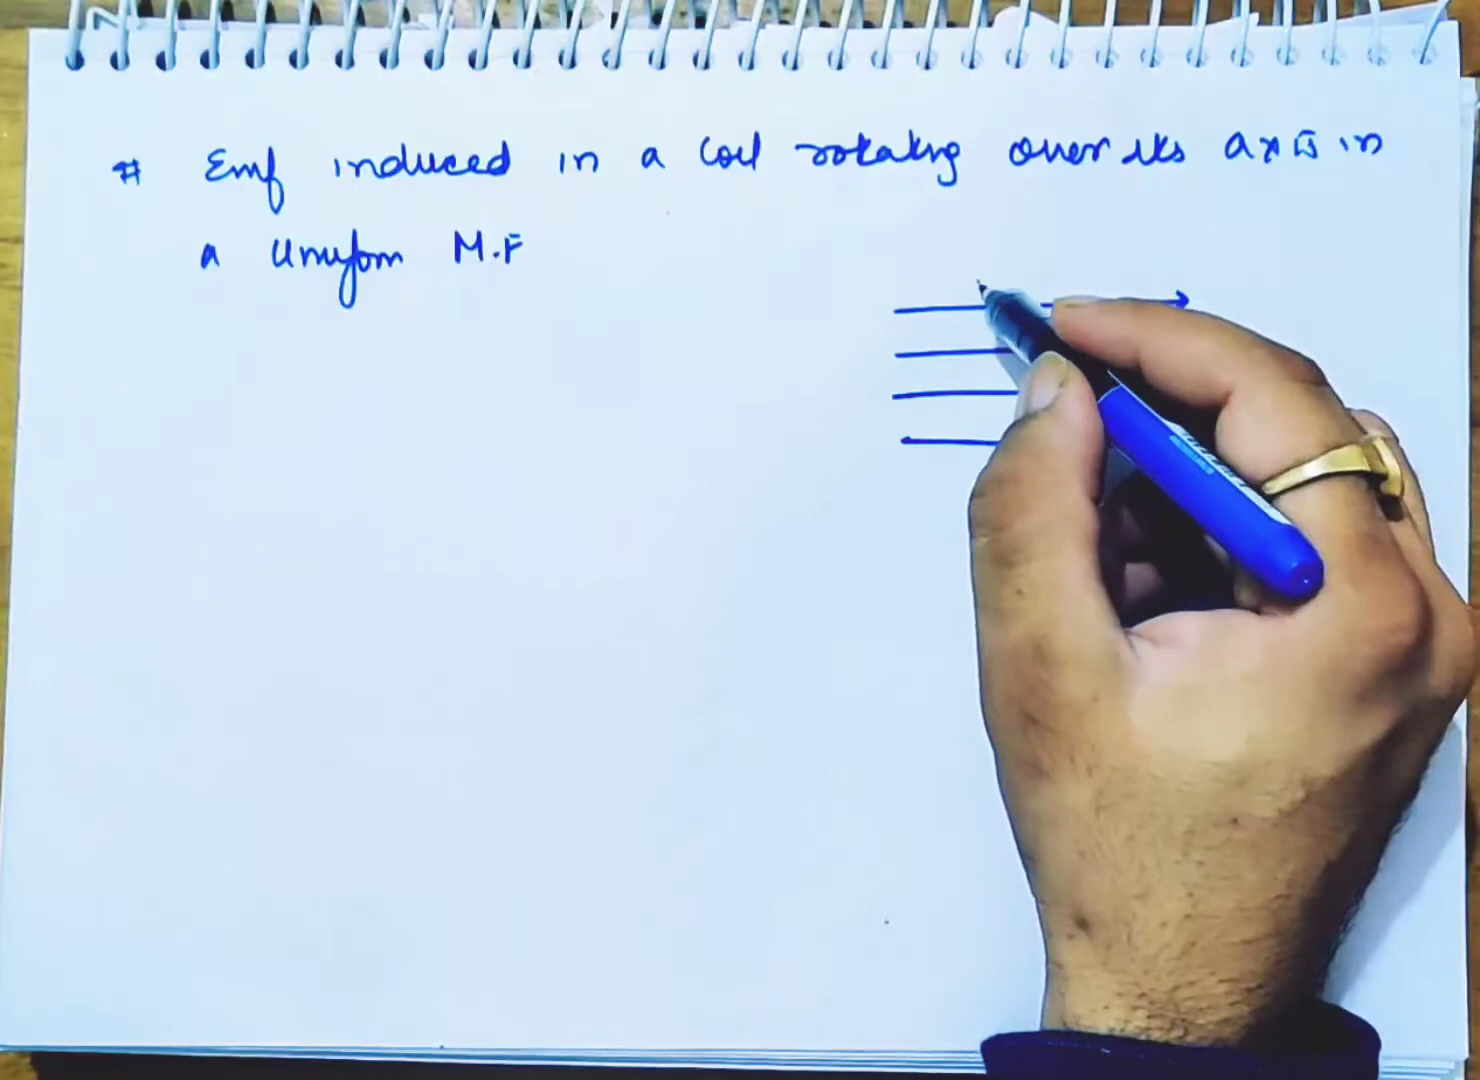 # Emf induced in a coil rotating over its axis in
a Uniform M.F